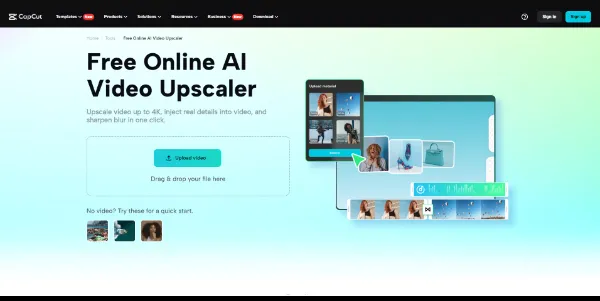 CapCut
Templates New Products Solutions Resources Business New Download
Sign in
Sign up
Home Tools Free Online AI Video Upscaler
Free Online AI
Video Upscaler
Upscale video up to 4K, inject real details into video, and
sharpen blur in one click.
Upload video
Drag & drop your file here
No video? Try these for a quick start.
Upload material